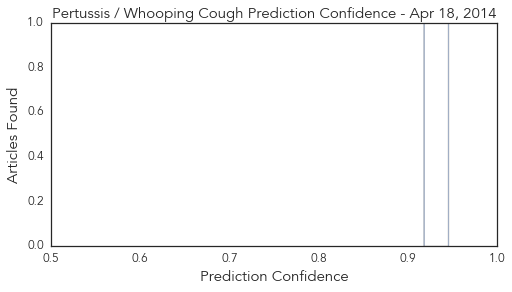 Pertussis / Whooping Cough Prediction Confidence - Apr 18, 2014
1.0
0.8
0.6
0.4
0.2
0.0
Articles Found
0.5 0.6 0.7 0.8 0.9 1.0
Prediction Confidence